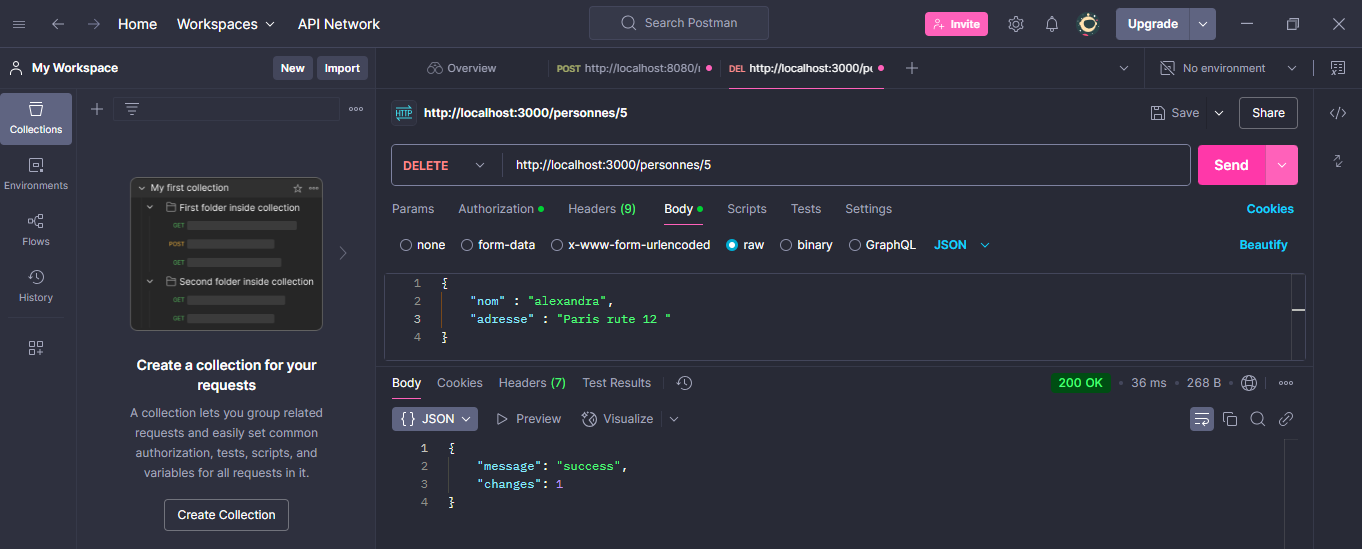 Home Workspaces API Network Search Postman Invite Upgrade
My Workspace New Import
Overview POST http://localhost:8080/ DEL http://localhost:3000/pe No environment
Collections
Environments
Flows
History
My first collection
First folder inside collection
GET
POST
GET
Second folder inside collection
GET
GET
Create a collection for your
requests
A collection lets you group related
requests and easily set common
authorization, tests, scripts, and
variables for all requests in it.
Create Collection
HTTP http://localhost:3000/personnes/5 Save Share
DELETE http://localhost:3000/personnes/5 Send
Params Authorization Headers (9) Body Scripts Tests Settings Cookies
none form-data x-www-form-urlencoded raw binary GraphQL JSON Beautify
1 {
2 "nom" : "alexandra",
3 "adresse" : "Paris rute 12 "
4 }
Body Cookies Headers (7) Test Results 200 OK • 36 ms • 268 B
{} JSON Preview Visualize
1 {
2 "message": "success",
3 "changes": 1
4 }